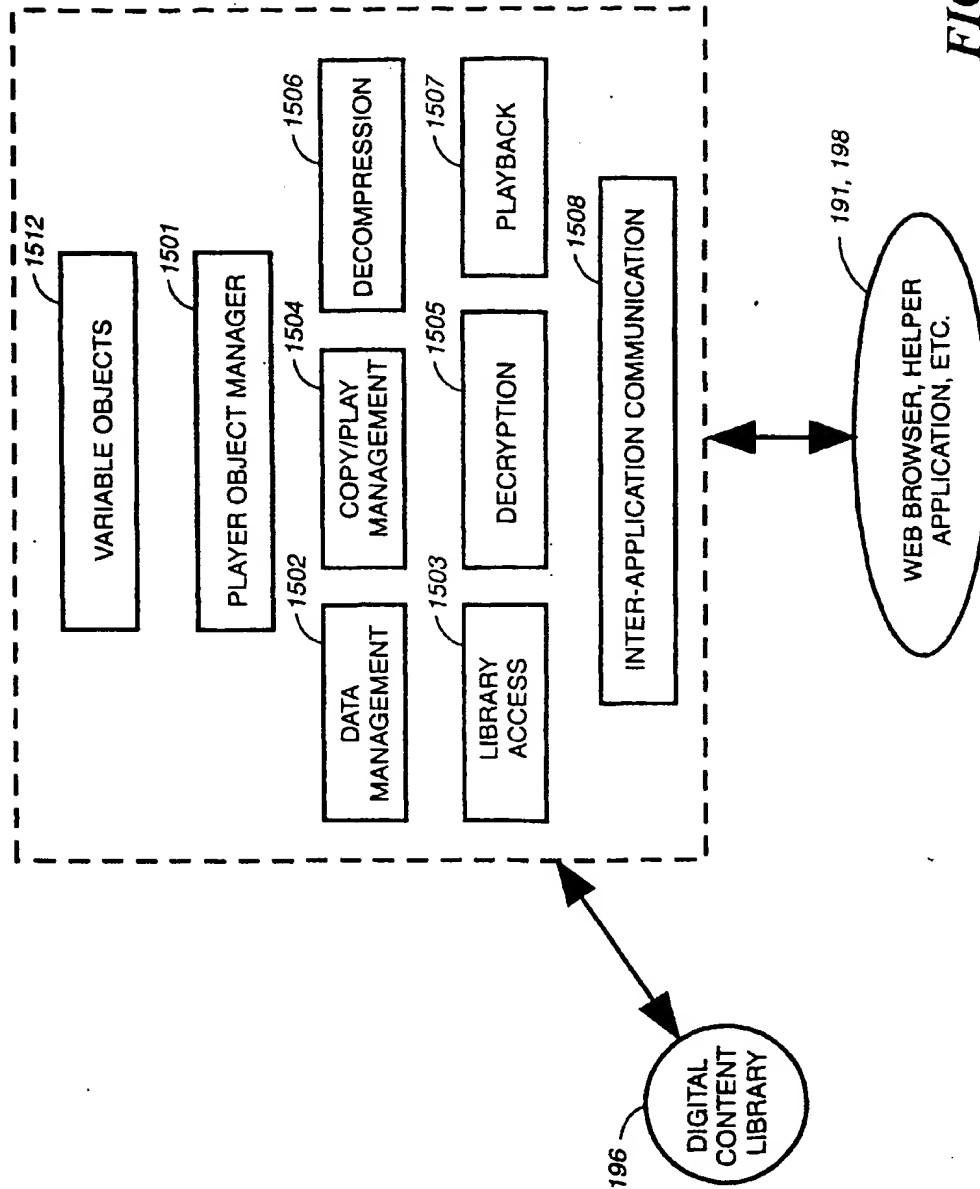 1512
VARIABLE OBJECTS
1501
PLAYER OBJECT MANAGER
1502
DATA
MANAGEMENT
1504
COPY/PLAY
MANAGEMENT
1506
DECOMPRESSION
1503
LIBRARY
ACCESS
1505
DECRYPTION
1507
PLAYBACK
1508
INTER-APPLICATION COMMUNICATION
196
DIGITAL
CONTENT
LIBRARY
191, 198
WEB BROWSER, HELPER
APPLICATION, ETC.
FIG